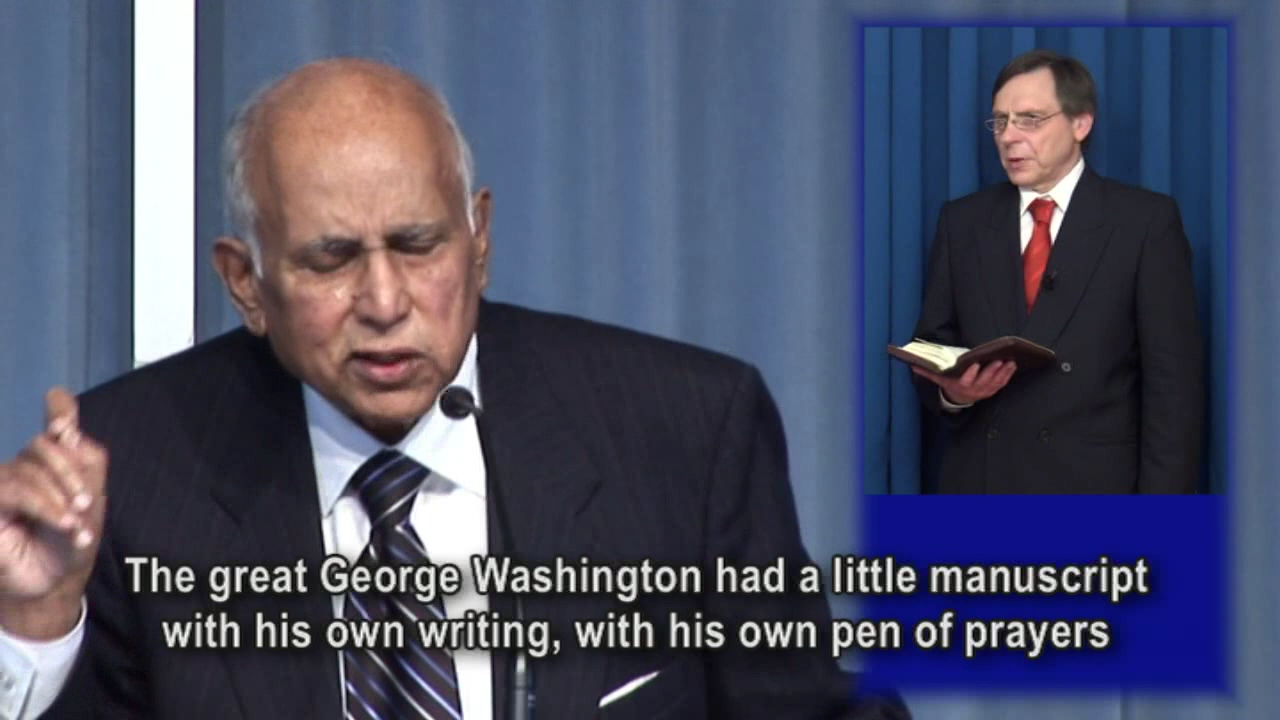 The great George Washington had a little manuscript
with his own writing, with his own pen of prayers